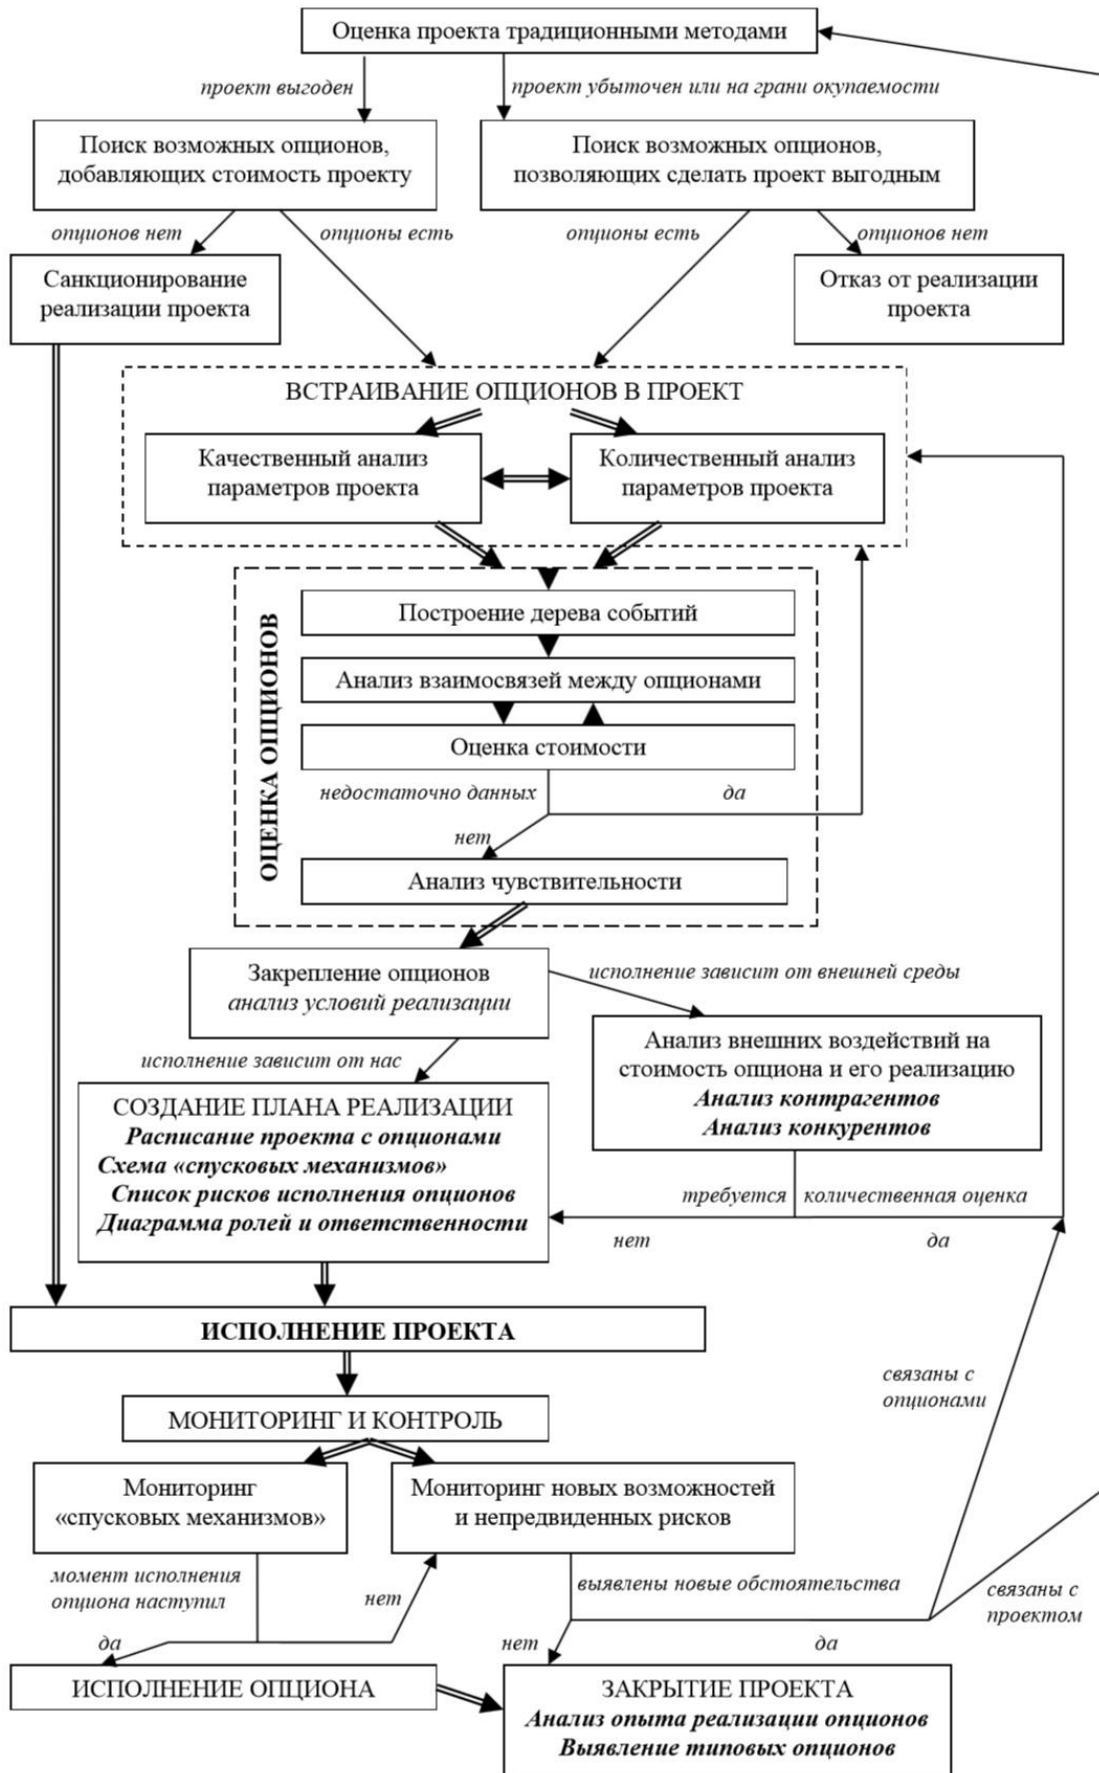 Оценка проекта традиционными методами
проект выгоден
проект убыточен или на грани окупаемости
Поиск возможных опционов,
добавляющих стоимость проекту
Поиск возможных опционов,
позволяющих сделать проект выгодным
опционов нет
опционы есть
опционы есть
опционов нет
Санкционирование
реализации проекта
Отказ от реализации
проекта
ВСТРАИВАНИЕ ОПЦИОНОВ В ПРОЕКТ
Качественный анализ
параметров проекта
Количественный анализ
параметров проекта
ОЦЕНКА ОПЦИОНОВ
Построение дерева событий
Анализ взаимосвязей между опционами
Оценка стоимости
недостаточно данных
да
нет
Анализ чувствительности
Закрепление опционов
анализ условий реализации
исполнение зависит от внешней среды
исполнение зависит от нас
Анализ внешних воздействий на
стоимость опциона и его реализацию
Анализ контрагентов
Анализ конкурентов
СОЗДАНИЕ ПЛАНА РЕАЛИЗАЦИИ
Расписание проекта с опционами
Схема «спусковых механизмов»
Список рисков исполнения опционов
Диаграмма ролей и ответственности
требуется
количественная оценка
нет
да
ИСПОЛНЕНИЕ ПРОЕКТА
связаны с
опционами
МОНИТОРИНГ И КОНТРОЛЬ
Мониторинг
«спусковых механизмов»
Мониторинг новых возможностей
и непредвиденных рисков
момент исполнения
опциона наступил
нет
выявлены новые обстоятельства
связаны с
проектом
да
нет
да
ИСПОЛНЕНИЕ ОПЦИОНА
ЗАКРЫТИЕ ПРОЕКТА
Анализ опыта реализации опционов
Выявление типовых опционов